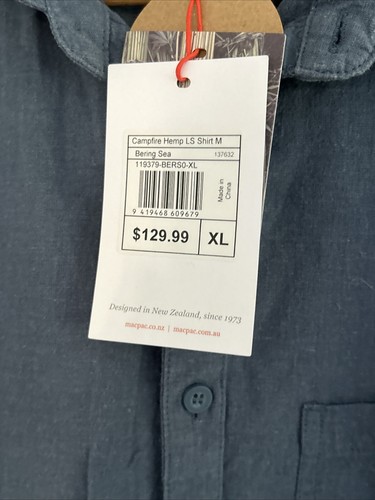 Campfire Hemp LS Shirt M
Bering Sea 137632
119379-BERS0-XL
Made in
China
9 419468 609679
$129.99 XL
Designed in New Zealand, since 1973
macpac.co.nz | macpac.com.au